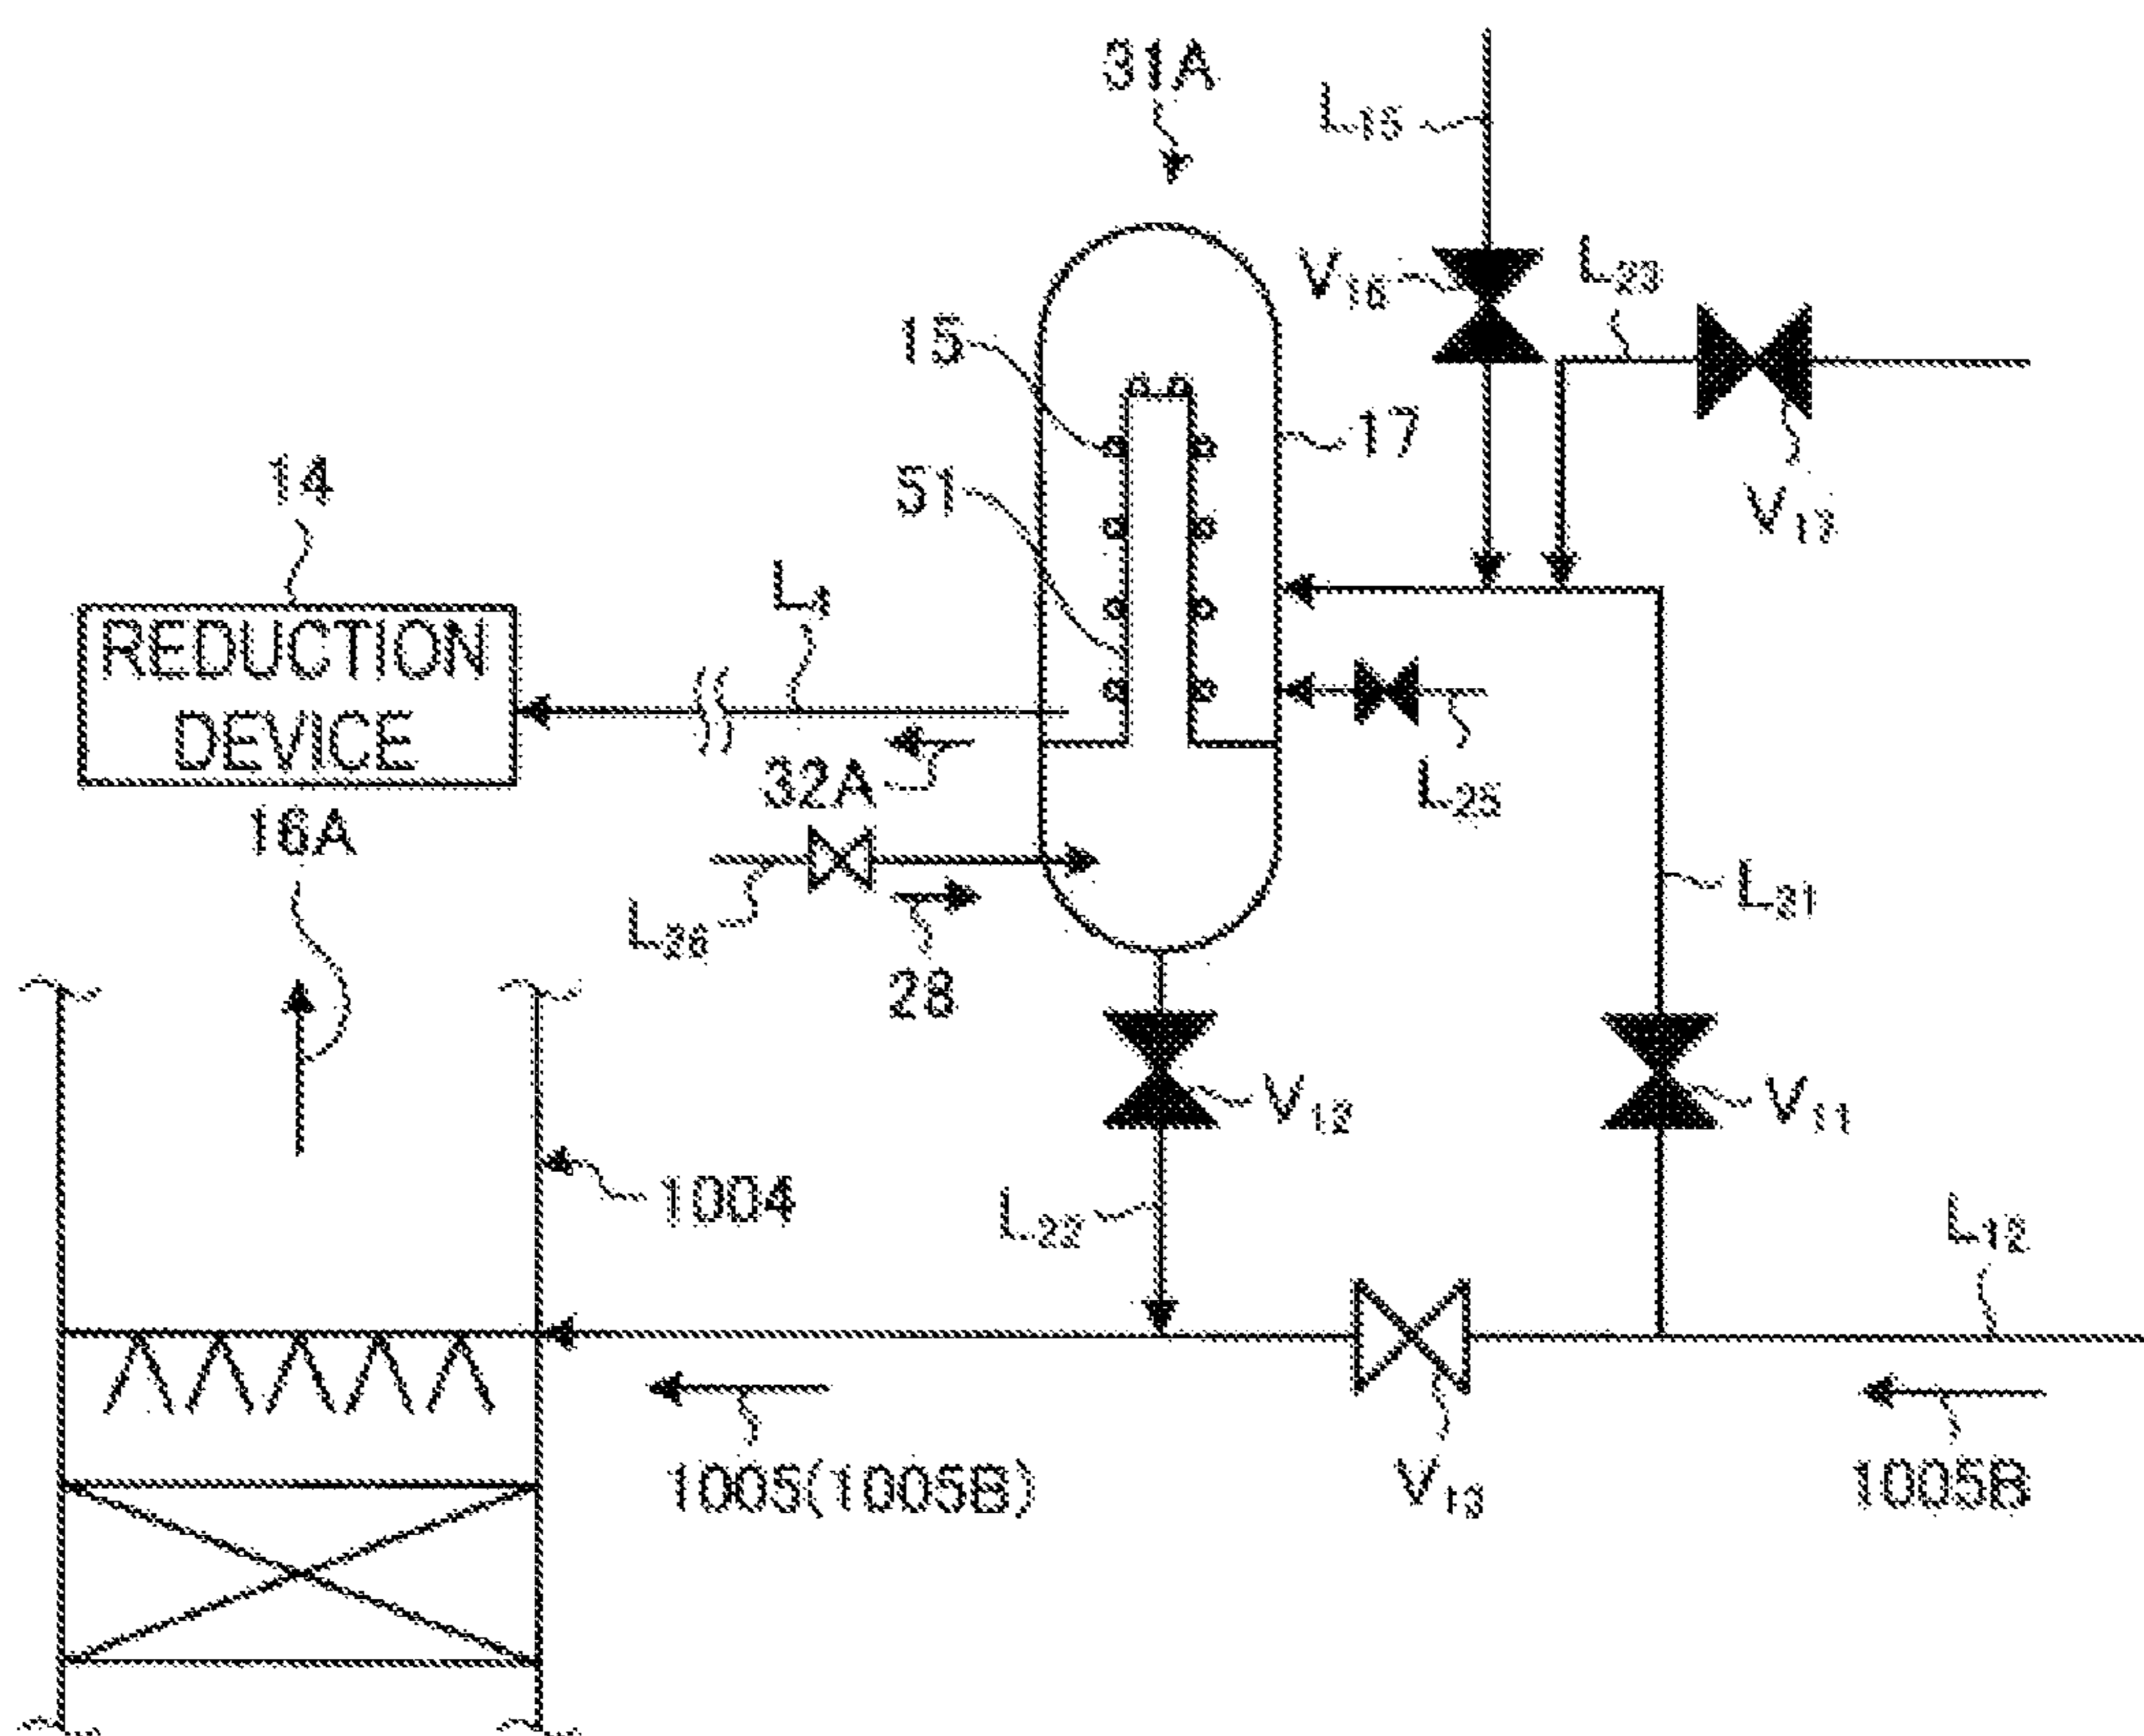 31A
L15
V16
L23
15
17
V17
51
14
L4
REDUCTION
DEVICE
32A
L25
16A
L21
L26
28
V12
V11
1004
L22
L12
1005(1005B)
V13
1005B